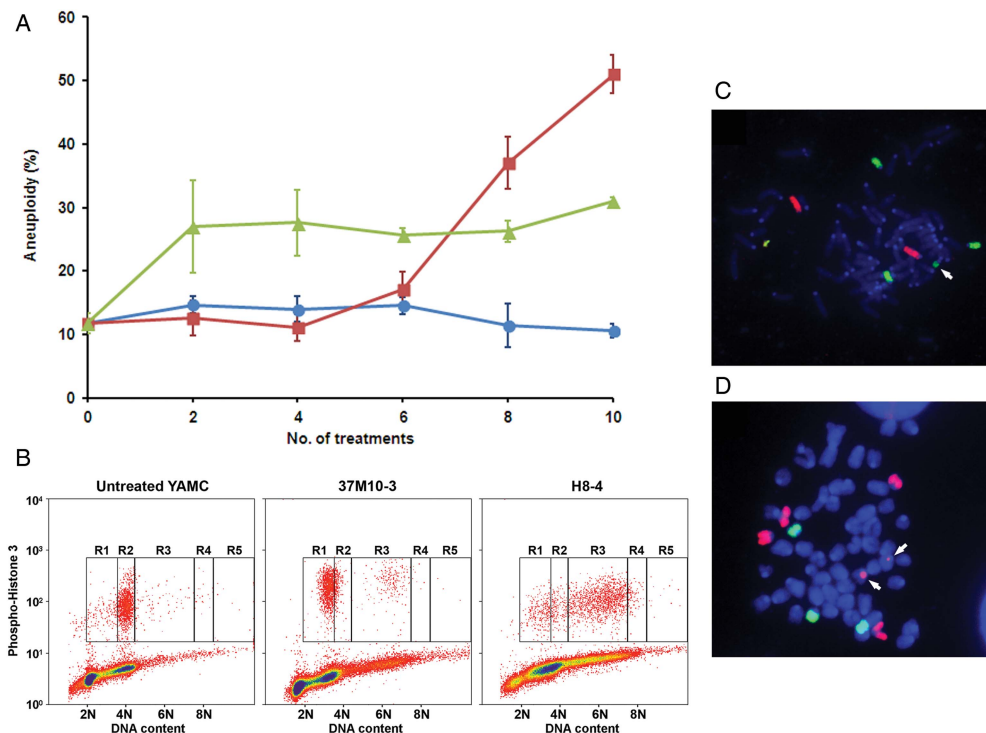 A
60
50
40
30
20
10
0
Aneuploidy (%)
0 2 4 6 8 10
No. of treatments
B
Untreated YAMC 37M10-3 H8-4
Phospho-Histone 3
10⁴
10³
10²
10¹
10⁰
R1 R2 R3 R4 R5
R1 R2 R3 R4 R5
R1 R2 R3 R4 R5
2N 4N 6N 8N
2N 4N 6N 8N
2N 4N 6N 8N
DNA content DNA content DNA content
C
D